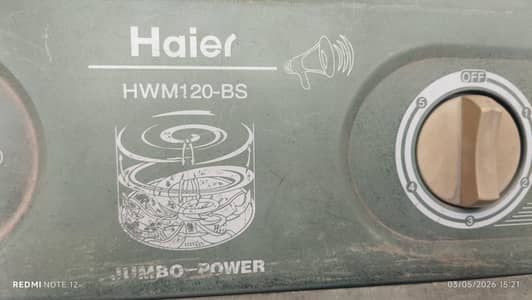 Haier
HWM120-BS
JUMBO-POWER
OFF
1
2
3
4
5
REDMI NOTE 12
03/05/2026 15:21